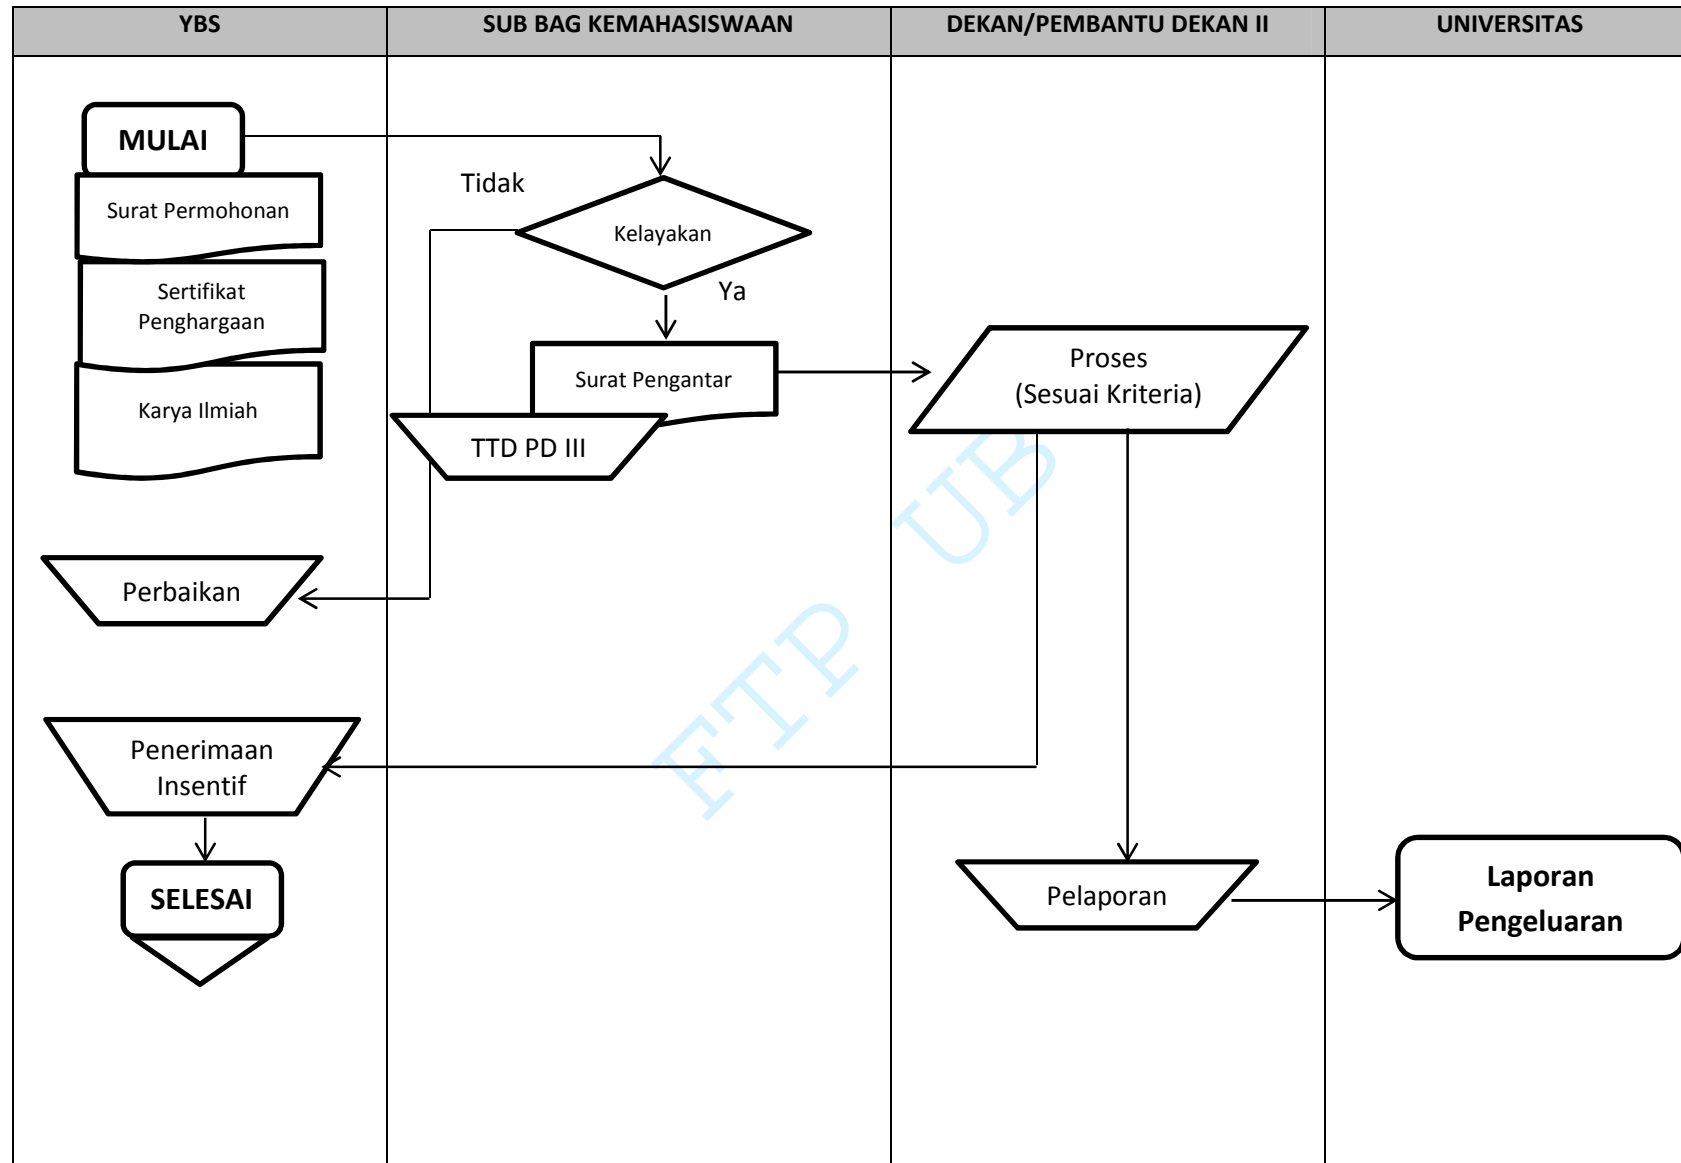 YBS
SUB BAG KEMAHASISWAAN
DEKAN/PEMBANTU DEKAN II
UNIVERSITAS
MULAI
Surat Permohonan
Sertifikat
Penghargaan
Karya Ilmiah
Tidak
Kelayakan
Ya
Surat Pengantar
TTD PD III
Proses
(Sesuai Kriteria)
Perbaikan
Penerimaan
Insentif
SELESAI
Pelaporan
Laporan
Pengeluaran
FTP UB